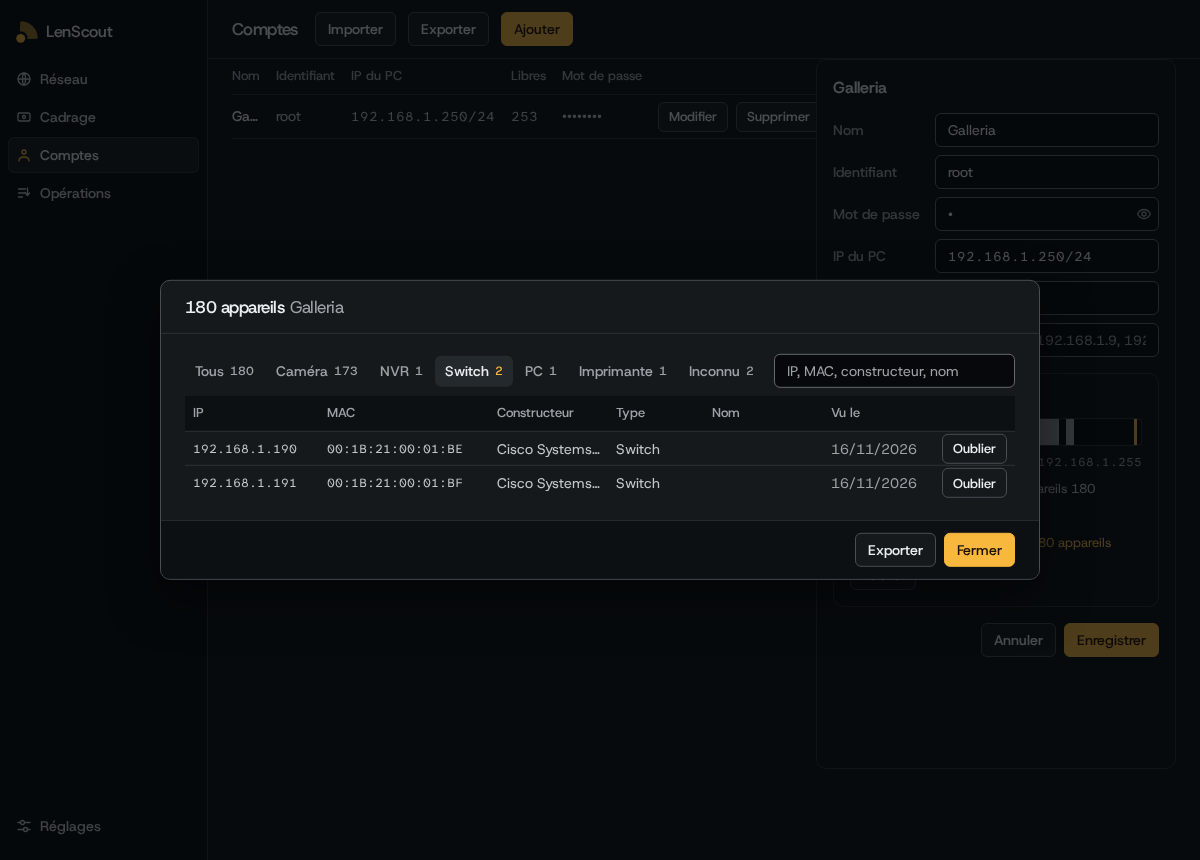 LenScout
Réseau
Cadrage
Comptes
Opérations
Réglages
Comptes Importer Exporter Ajouter
Nom Identifiant IP du PC Libres Mot de passe
Ga… root 192.168.1.250/24 253 •••••••• Modifier Supprimer
Galleria
Nom Galleria
Identifiant root
Mot de passe •
IP du PC 192.168.1.250/24
192.168.1.9, 192
192.168.1.255
areils 180
80 appareils
Annuler Enregistrer
180 appareils Galleria
Tous 180 Caméra 173 NVR 1 Switch 2 PC 1 Imprimante 1 Inconnu 2 IP, MAC, constructeur, nom
IP MAC Constructeur Type Nom Vu le
192.168.1.190 00:1B:21:00:01:BE Cisco Systems… Switch 16/11/2026 Oublier
192.168.1.191 00:1B:21:00:01:BF Cisco Systems… Switch 16/11/2026 Oublier
Exporter Fermer